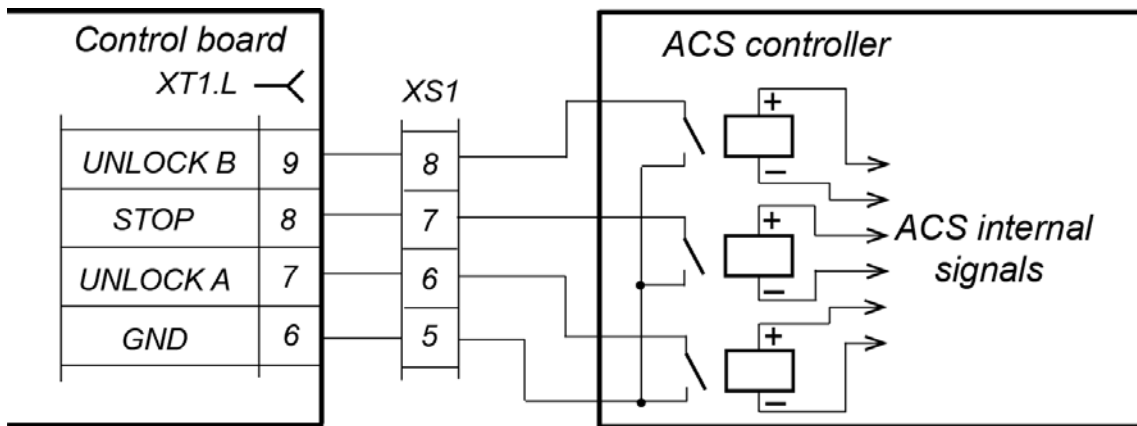 Control board
XT1.L
XS1
ACS controller
UNLOCK B 9 8
STOP 8 7
UNLOCK A 7 6
GND 6 5
+
−
+
−
+
−
ACS internal
signals